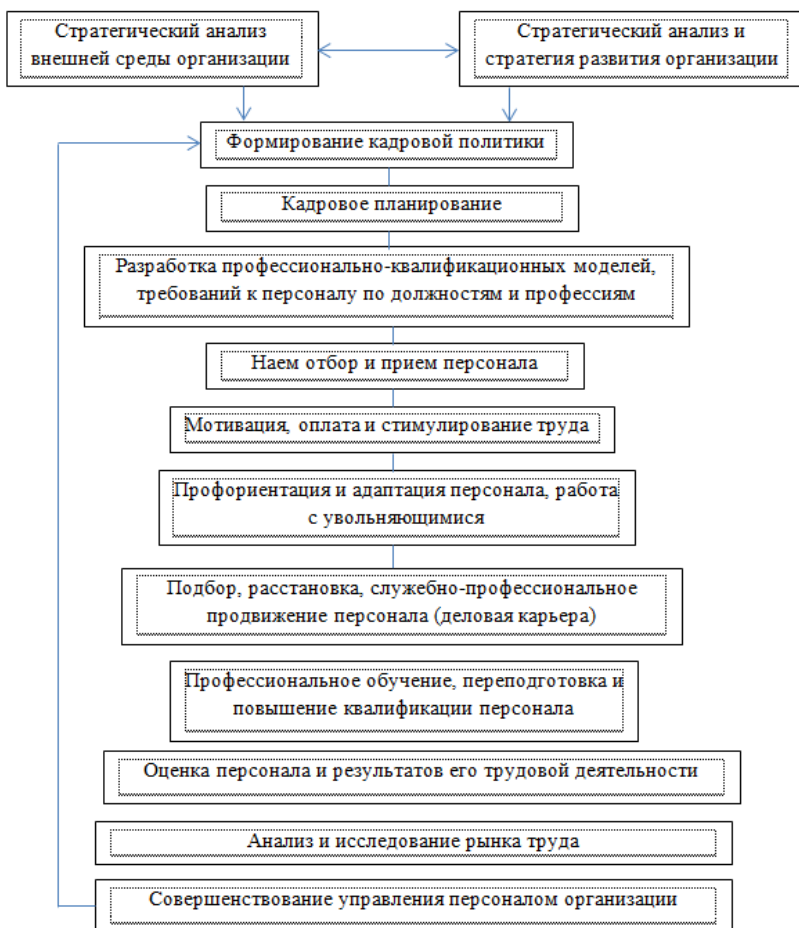 Стратегический анализ
внешней среды организации
Стратегический анализ и
стратегия развития организации
Формирование кадровой политики
Кадровое планирование
Разработка профессионально-квалификационных моделей,
требований к персоналу по должностям и профессиям
Наем отбор и прием персонала
Мотивация, оплата и стимулирование труда
Профориентация и адаптация персонала, работа
с увольняющимися
Подбор, расстановка, служебно-профессиональное
продвижение персонала (деловая карьера)
Профессиональное обучение, переподготовка и
повышение квалификации персонала
Оценка персонала и результатов его трудовой деятельности
Анализ и исследование рынка труда
Совершенствование управления персоналом организации